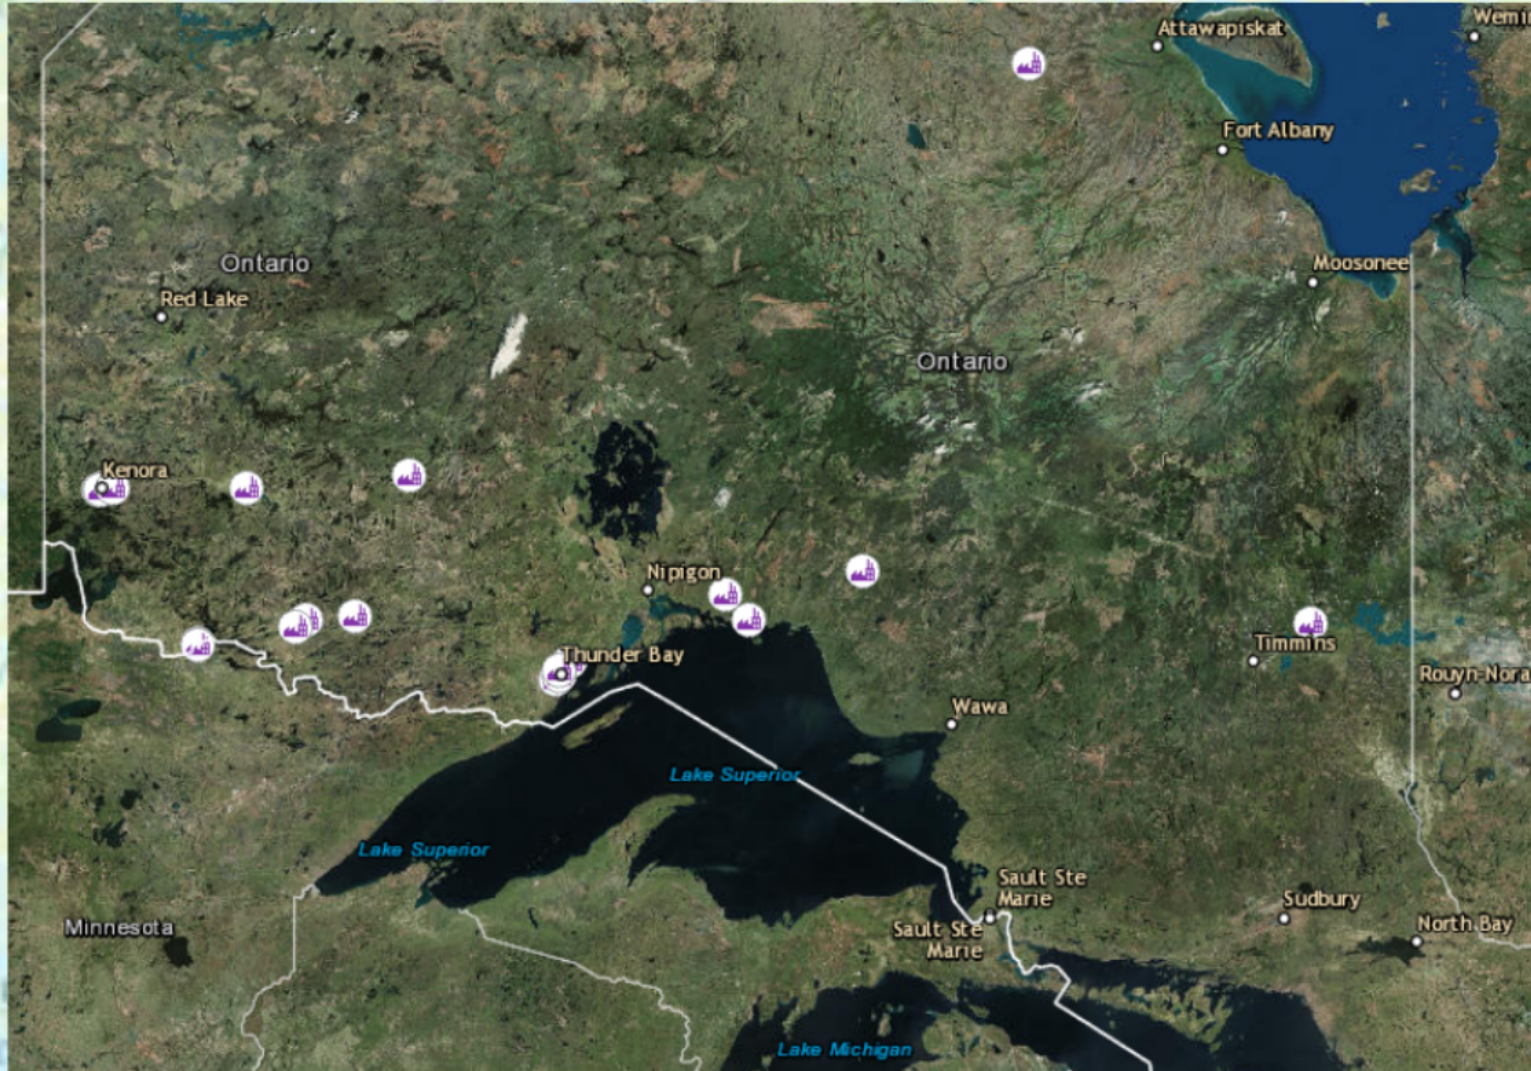 Attawapiskat
Wemi
Fort Albany
Ontario
Moosonee
Red Lake
Ontario
Kenora
Nipigon
Timmins
Thunder Bay
Rouyn-Nora
Wawa
Lake Superior
Lake Superior
Sault Ste
Marie
Sudbury
Minnesota
North Bay
Sault Ste
Marie
Lake Michigan